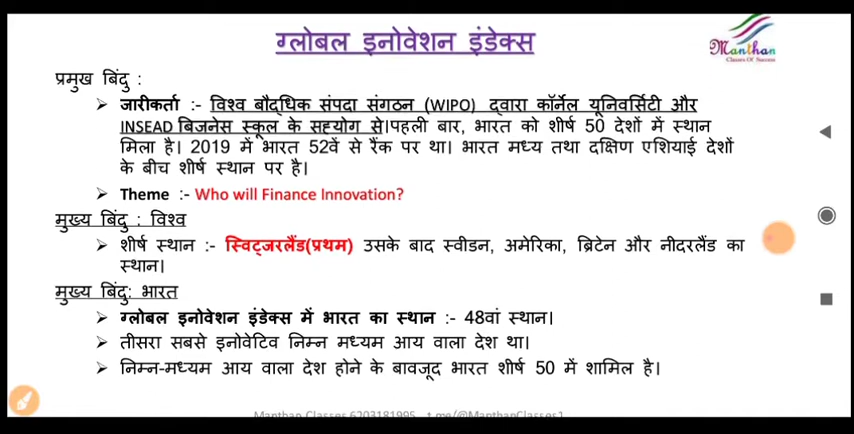 ग्लोबल इनोवेशन इंडेक्स
Manthan
Classes Of Success
प्रमुख बिंदु :
➤ जारीकर्ता :- विश्व बौद्धिक संपदा संगठन (WIPO) द्वारा कॉर्नेल यूनिवर्सिटी और
INSEAD बिजनेस स्कूल के सहयोग से।पहली बार, भारत को शीर्ष 50 देशों में स्थान
मिला है। 2019 में भारत 52वें से रैंक पर था। भारत मध्य तथा दक्षिण एशियाई देशों
के बीच शीर्ष स्थान पर है।
➤ Theme :- Who will Finance Innovation?
मुख्य बिंदु : विश्व
➤ शीर्ष स्थान :- स्विट्जरलैंड(प्रथम) उसके बाद स्वीडन, अमेरिका, ब्रिटेन और नीदरलैंड का
स्थान।
मुख्य बिंदु: भारत
➤ ग्लोबल इनोवेशन इंडेक्स में भारत का स्थान :- 48वां स्थान।
➤ तीसरा सबसे इनोवेटिव निम्न मध्यम आय वाला देश था।
➤ निम्न-मध्यम आय वाला देश होने के बावजूद भारत शीर्ष 50 में शामिल है।
Manthan Classes 6203181995 t.me/@ManthanClasses1